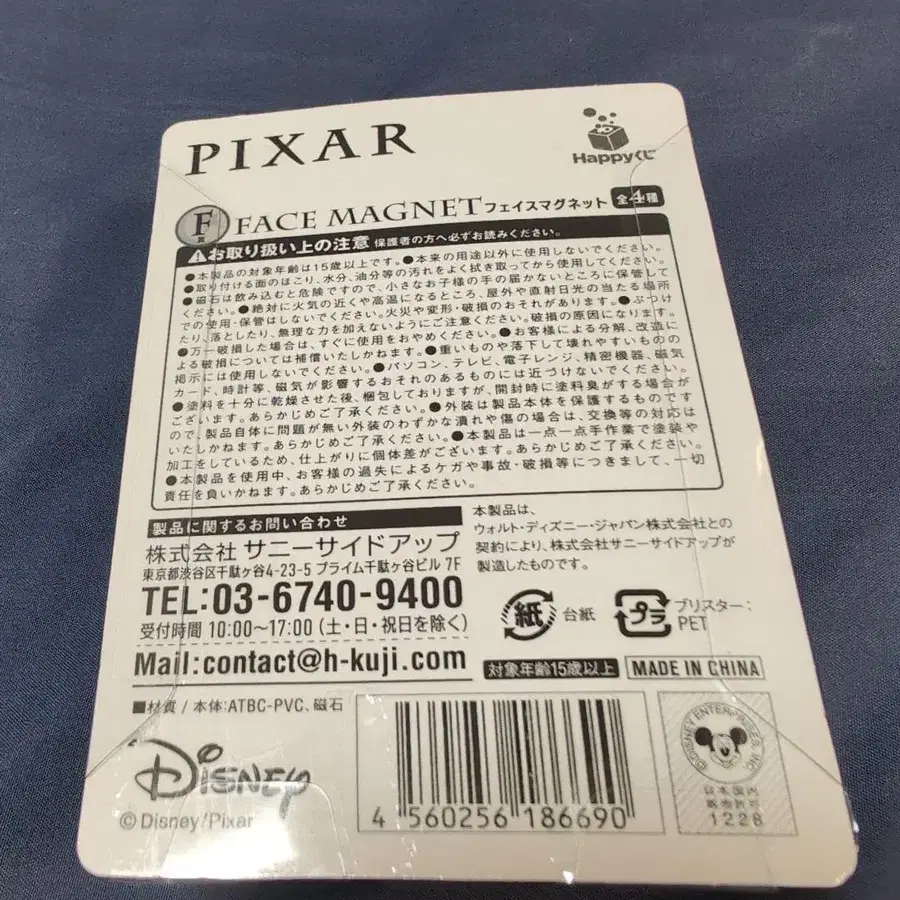 PIXAR
Happyくじ
F賞 FACE MAGNET フェイスマグネット 全4種
お取り扱い上の注意 保護者の方へ必ずお読みください。
●本製品の対象年齢は15歳以上です。●本来の用途以外に使用しないでください。
●取り付ける面のほこり、水分、油分等の汚れをよく拭き取ってから使用してください。
●磁石は飲み込むと危険ですので、小さなお子様の手の届かないところに保管して
ください。●絶対に火気の近くや高温になるところ、屋外や直射日光の当たる場所
での使用・保管はしないでください。火災や変形・破損のおそれがあります。●ぶつけ
たり、落としたり、無理な力を加えないようにご注意ください。破損の原因になります。
●万一破損した場合は、すぐに使用をおやめください。●お客様による分解、改造に
よる破損については補償いたしかねます。●重いものや落下して壊れやすいものの
掲示には使用しないでください。●パソコン、テレビ、電子レンジ、精密機器、磁気
カード、時計等、磁気が影響するおそれのあるものには近づけないでください。
●塗料を十分に乾燥させた後、梱包しておりますが、開封時に塗料臭がする場合が
ございます。あらかじめご了承ください。●外装は製品本体を保護するものです
ので、製品自体に問題が無い外装のわずかな潰れや傷の場合は、交換等の対応は
いたしかねます。あらかじめご了承ください。●本製品は一点一点手作業で塗装や
加工をしているため、仕上がりに個体差がございます。あらかじめご了承ください。
●本製品を使用中、お客様の過失によるケガや事故・破損等につきまして、一切
責任を負いかねます。あらかじめご了承ください。
製品に関するお問い合わせ
株式会社 サニーサイドアップ
東京都渋谷区千駄ヶ谷4-23-5 プライム千駄ヶ谷ビル 7F
TEL:03-6740-9400
受付時間 10:00〜17:00（土・日・祝日を除く）
Mail:contact@h-kuji.com
本製品は、
ウォルト・ディズニー・ジャパン株式会社との
契約により、株式会社サニーサイドアップが
製造したものです。
紙 台紙
プラ ブリスター:
PET
対象年齢15歳以上 MADE IN CHINA
■材質 / 本体:ATBC-PVC、磁石
Disney
© Disney/Pixar
4 560256 186690
©DISNEY ENTERPRISES, INC.
日本国内
販売許可
1228